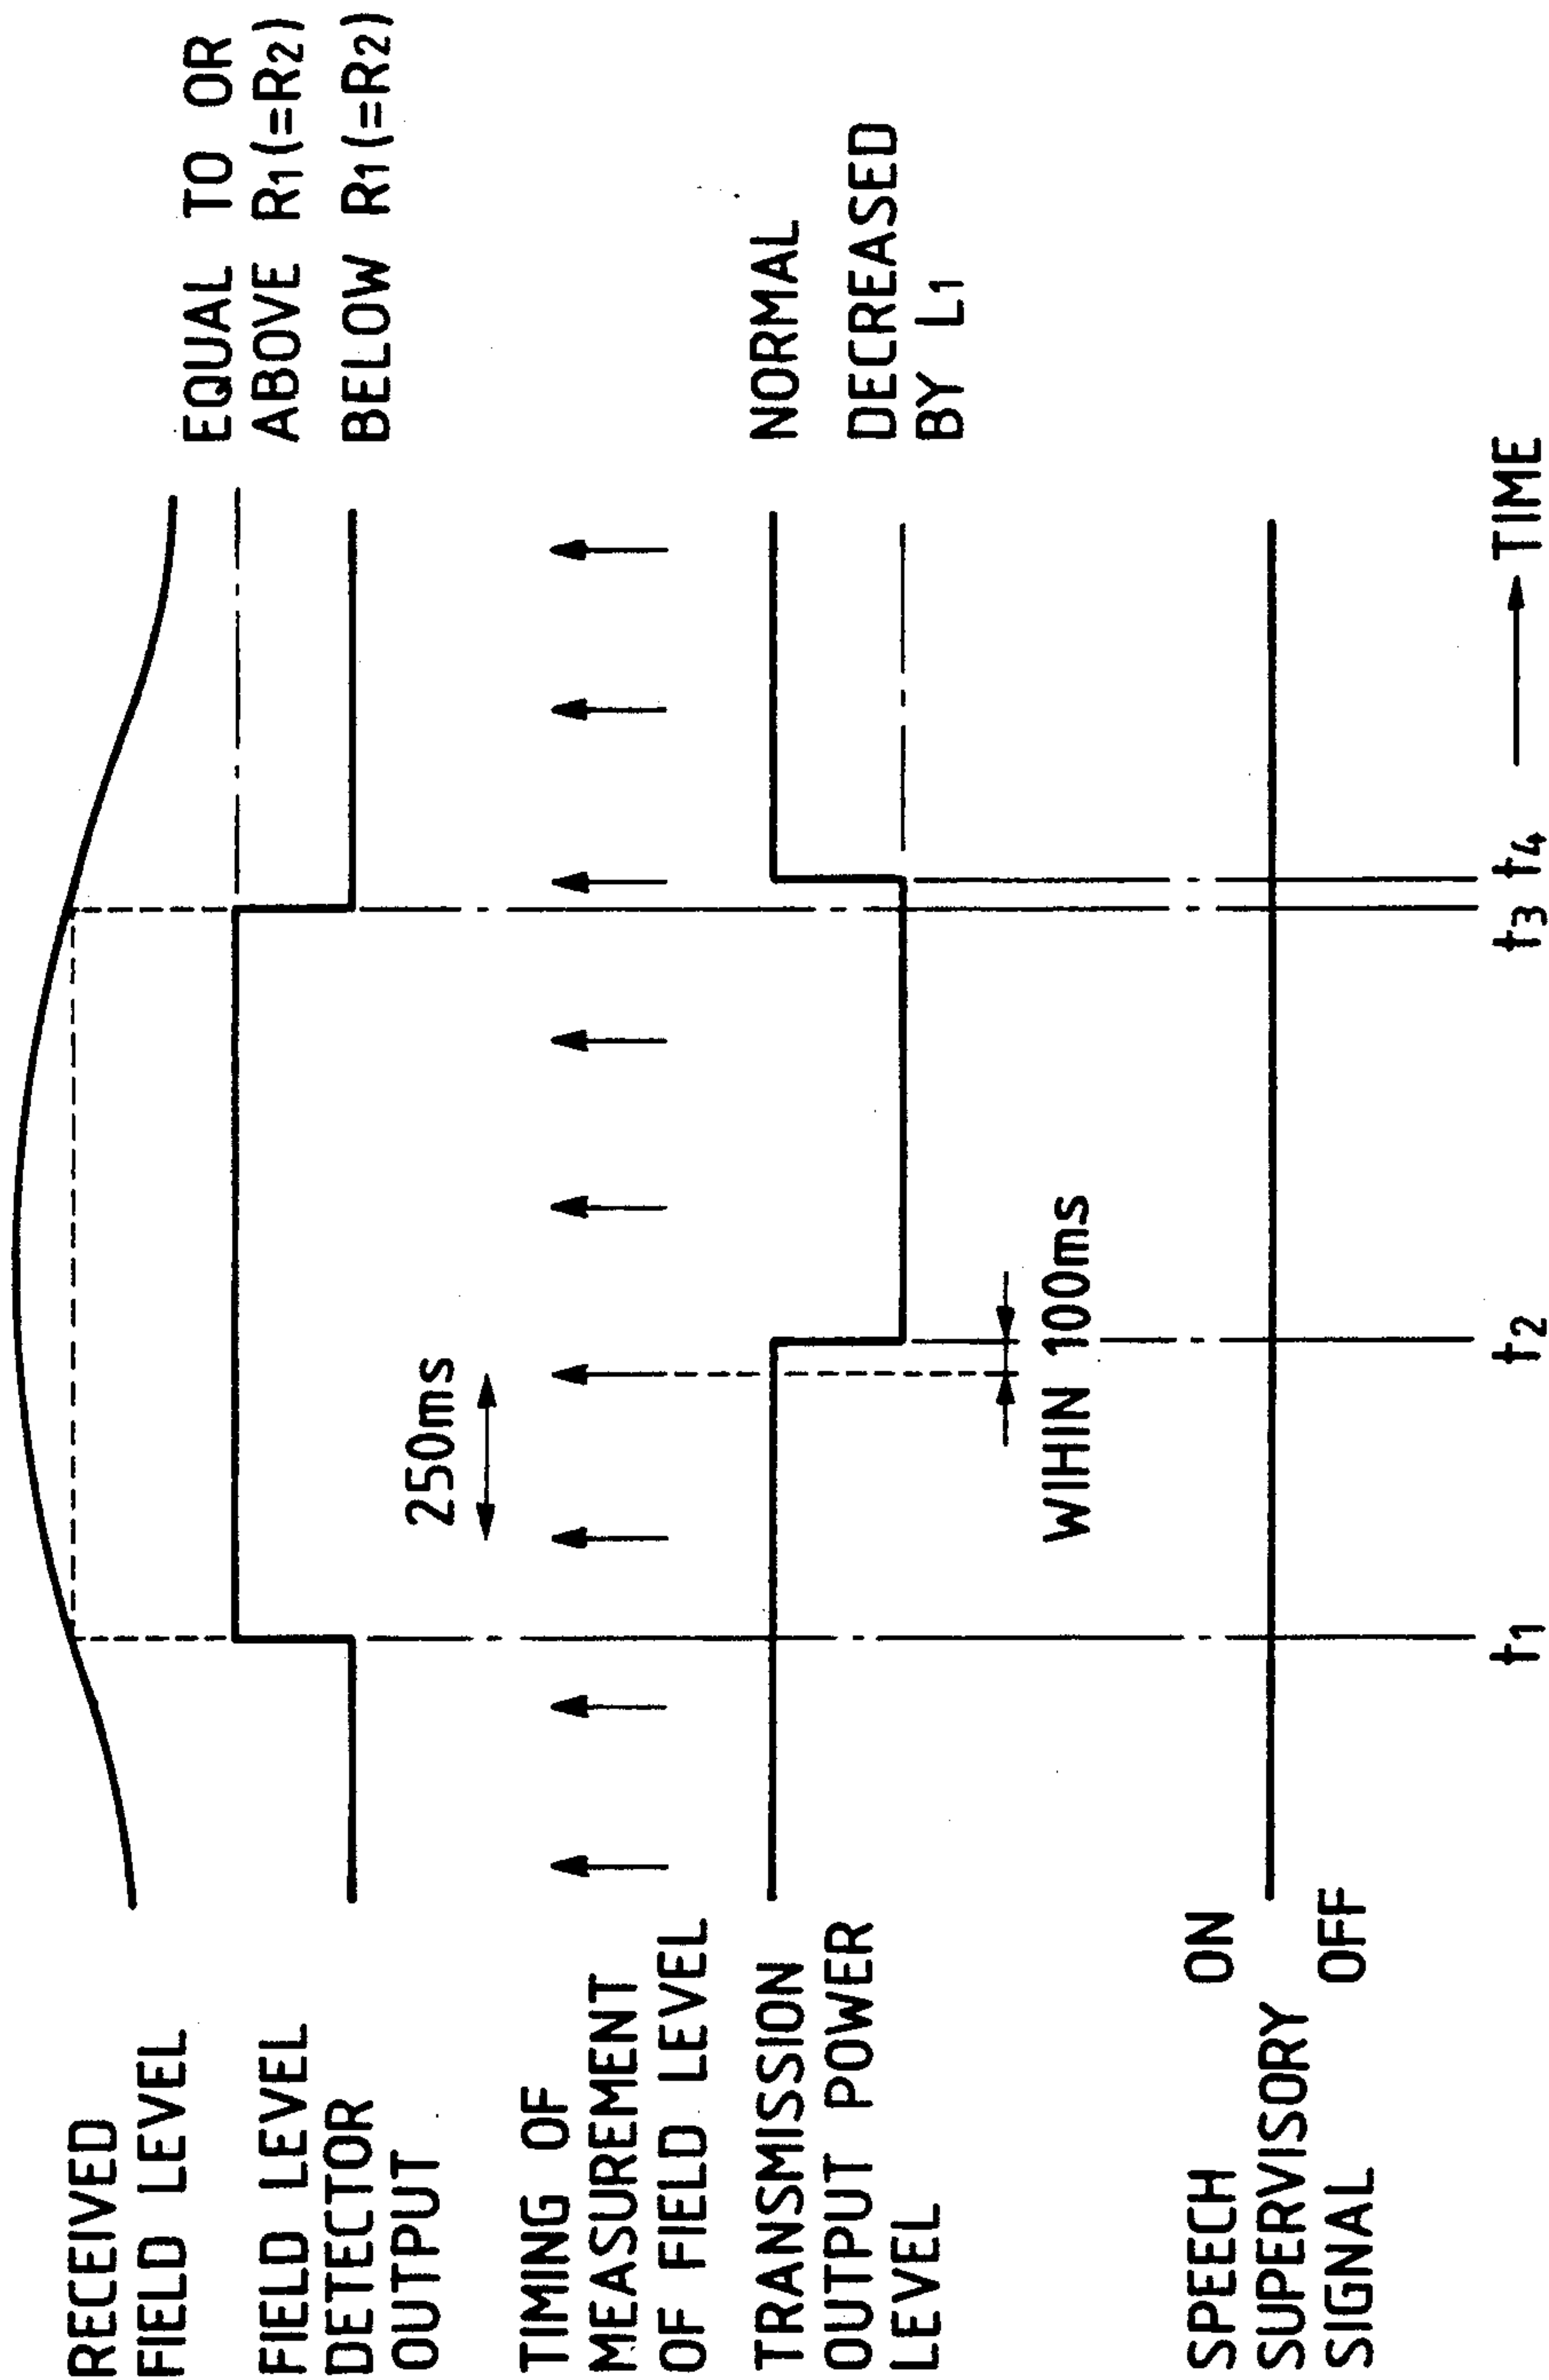 RECEIVED
FIELD LEVEL
FIELD LEVEL
DETECTOR
OUTPUT
EQUAL TO OR
ABOVE R1(=R2)
BELOW R1(=R2)
250ms
TIMING OF
MEASUREMENT
OF FIELD LEVEL
TRANSMISSION
OUTPUT POWER
LEVEL
NORMAL
DECREASED
BY L1
WIHIN 100ms
SPEECH
SUPERVISORY
SIGNAL
ON
OFF
t1
t2
t3
t4
TIME